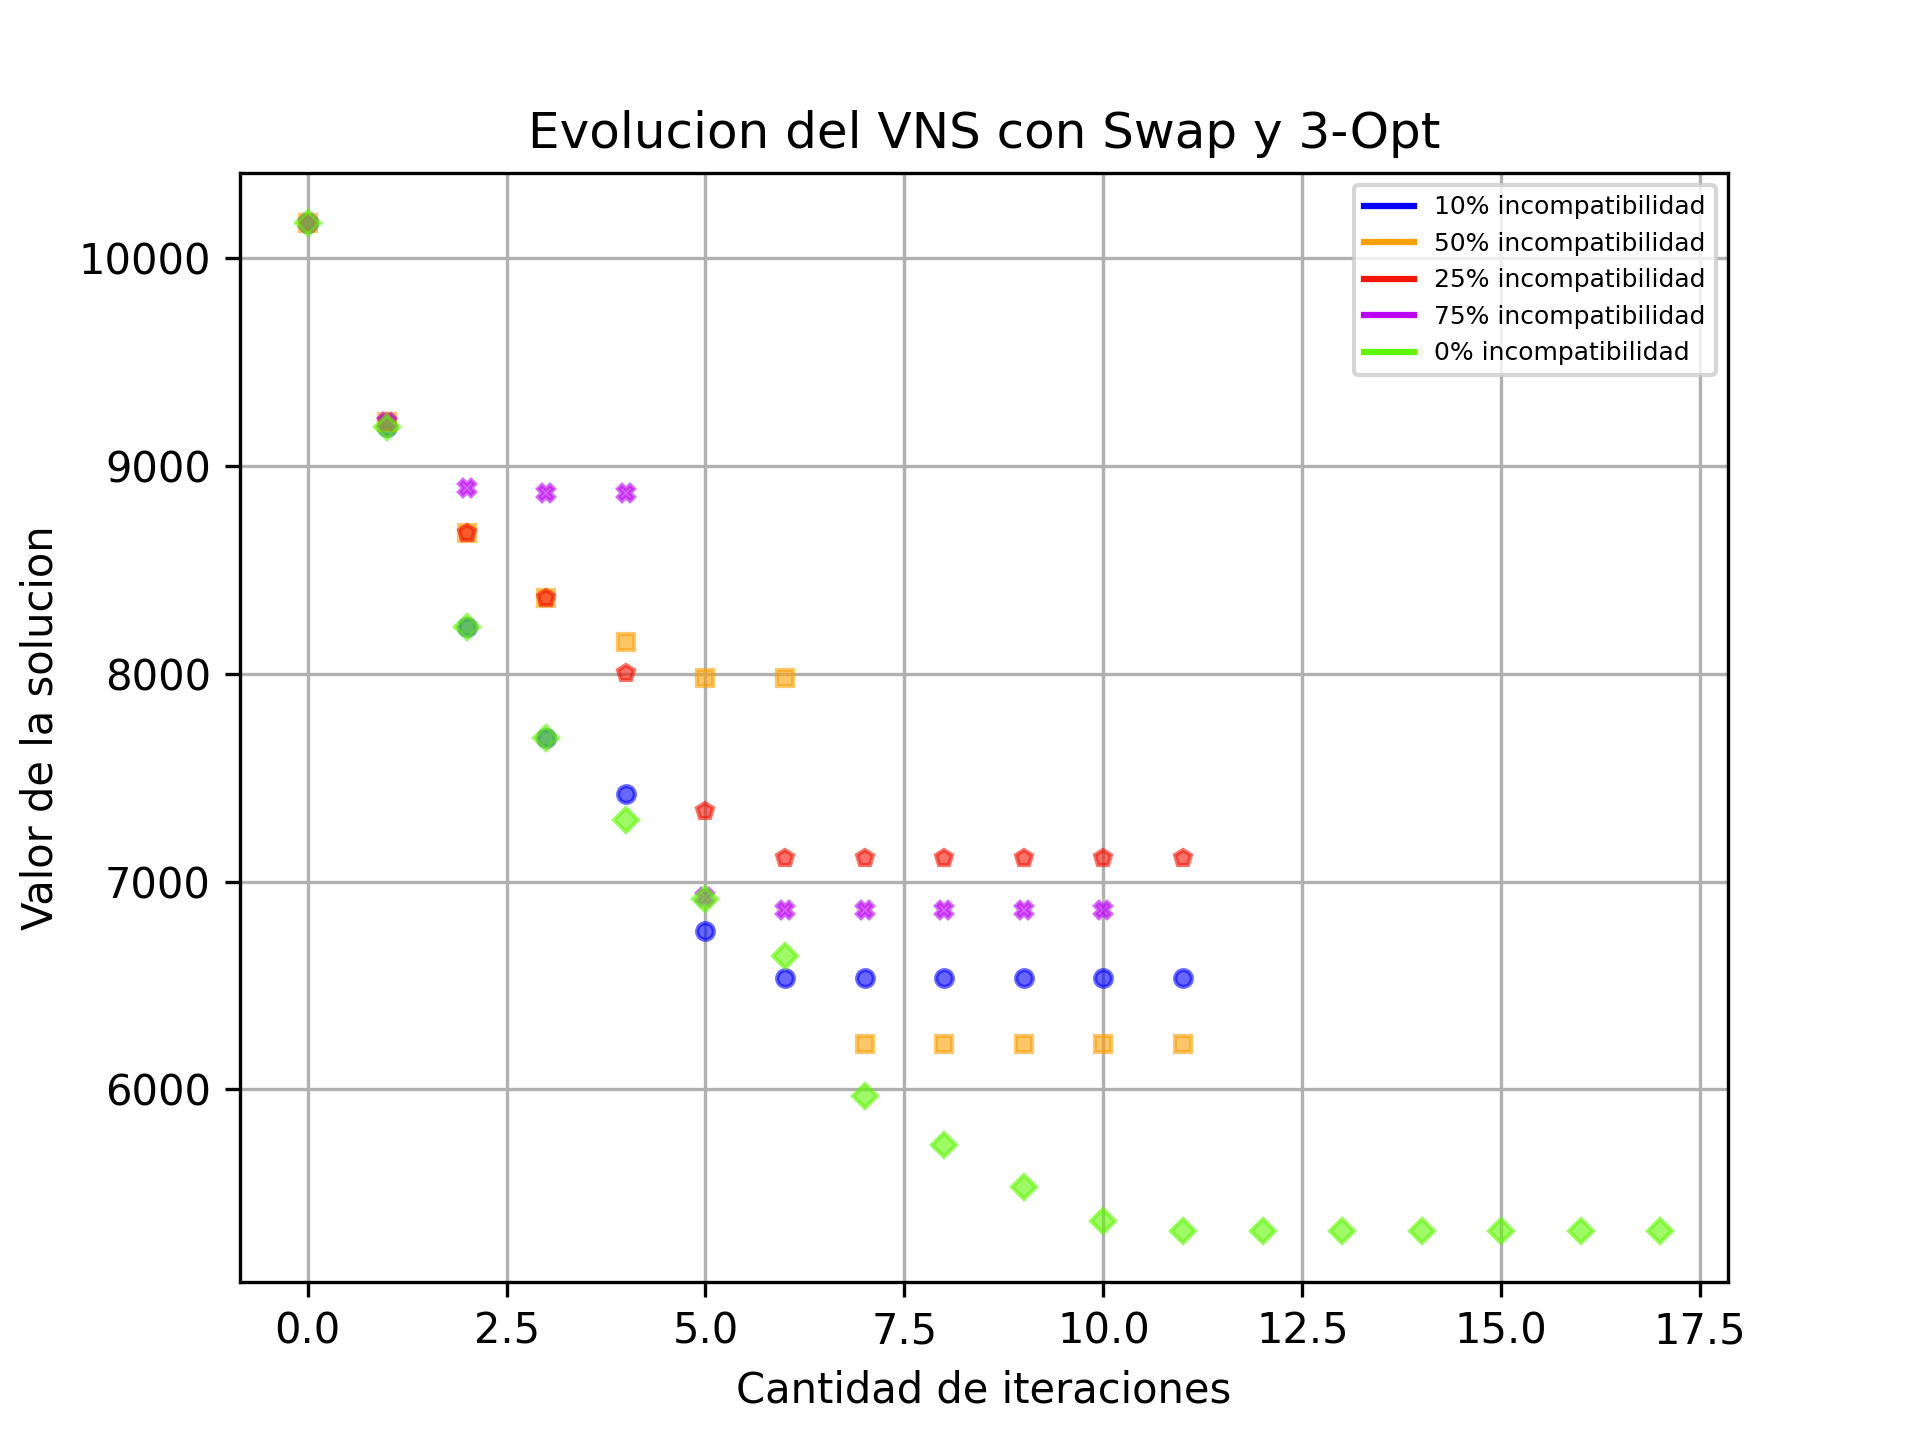 Evolucion del VNS con Swap y 3-Opt
10% incompatibilidad
50% incompatibilidad
25% incompatibilidad
75% incompatibilidad
0% incompatibilidad
Valor de la solucion
10000
9000
8000
7000
6000
0.0 2.5 5.0 7.5 10.0 12.5 15.0 17.5
Cantidad de iteraciones